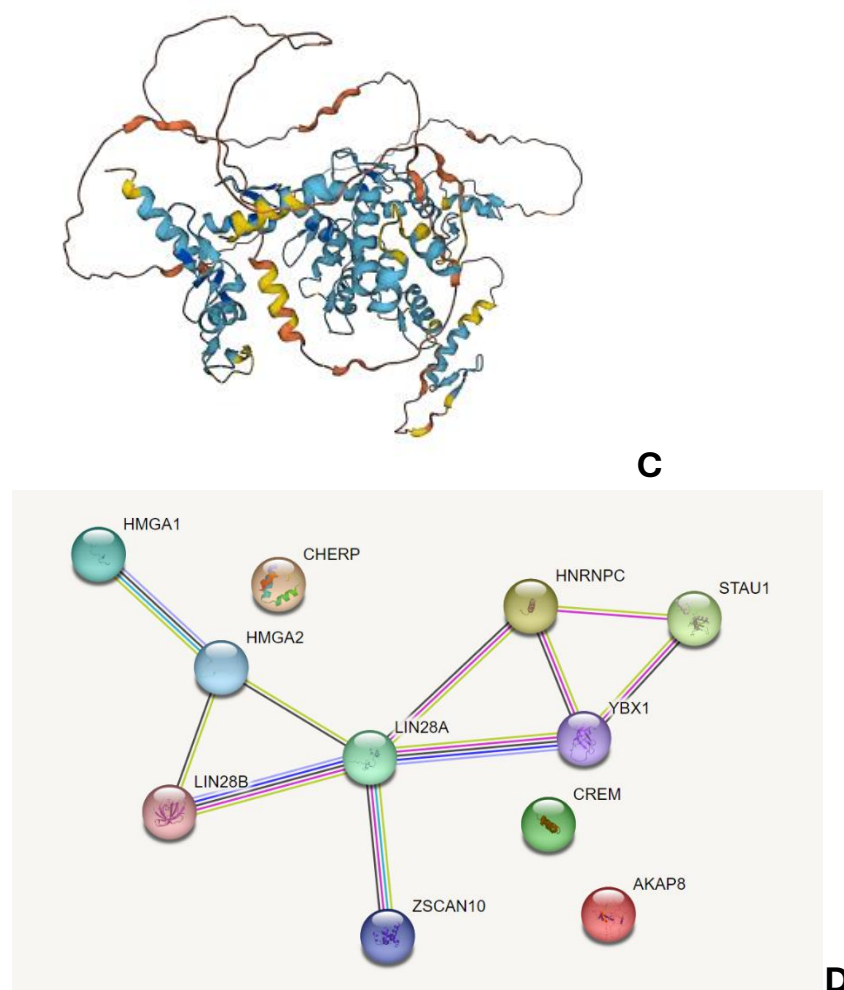 C
HMGA1
CHERP
HNRNPC
STAU1
HMGA2
YBX1
LIN28A
LIN28B
CREM
AKAP8
ZSCAN10
D